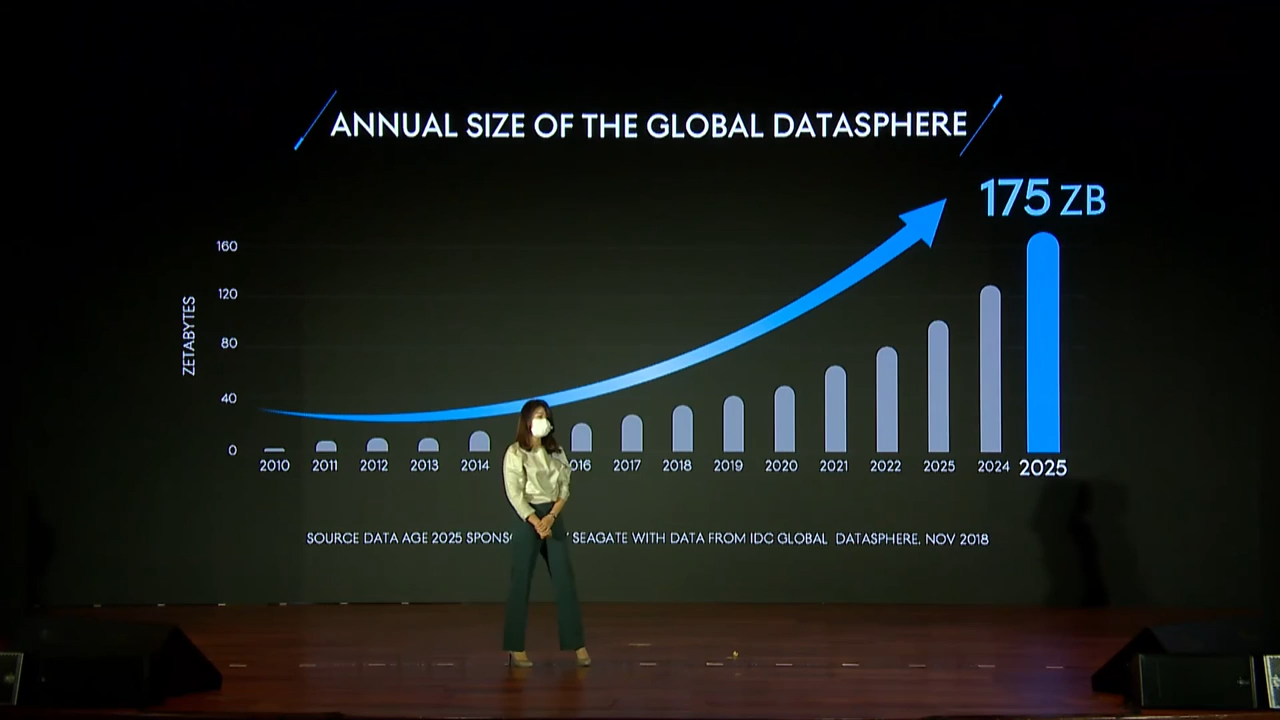 ANNUAL SIZE OF THE GLOBAL DATASPHERE
175 ZB
ZETABYTES
160
120
80
40
0
2010 2011 2012 2013 2014 016 2017 2018 2019 2020 2021 2022 2025 2024 2025
SOURCE DATA AGE 2025 SPONS Y SEAGATE WITH DATA FROM IDC GLOBAL DATASPHERE, NOV 2018